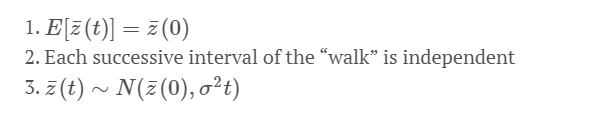 1. E[z̄(t)] = z̄(0)
2. Each successive interval of the “walk” is independent
3. z̄(t) ~ N(z̄(0), σ²t)